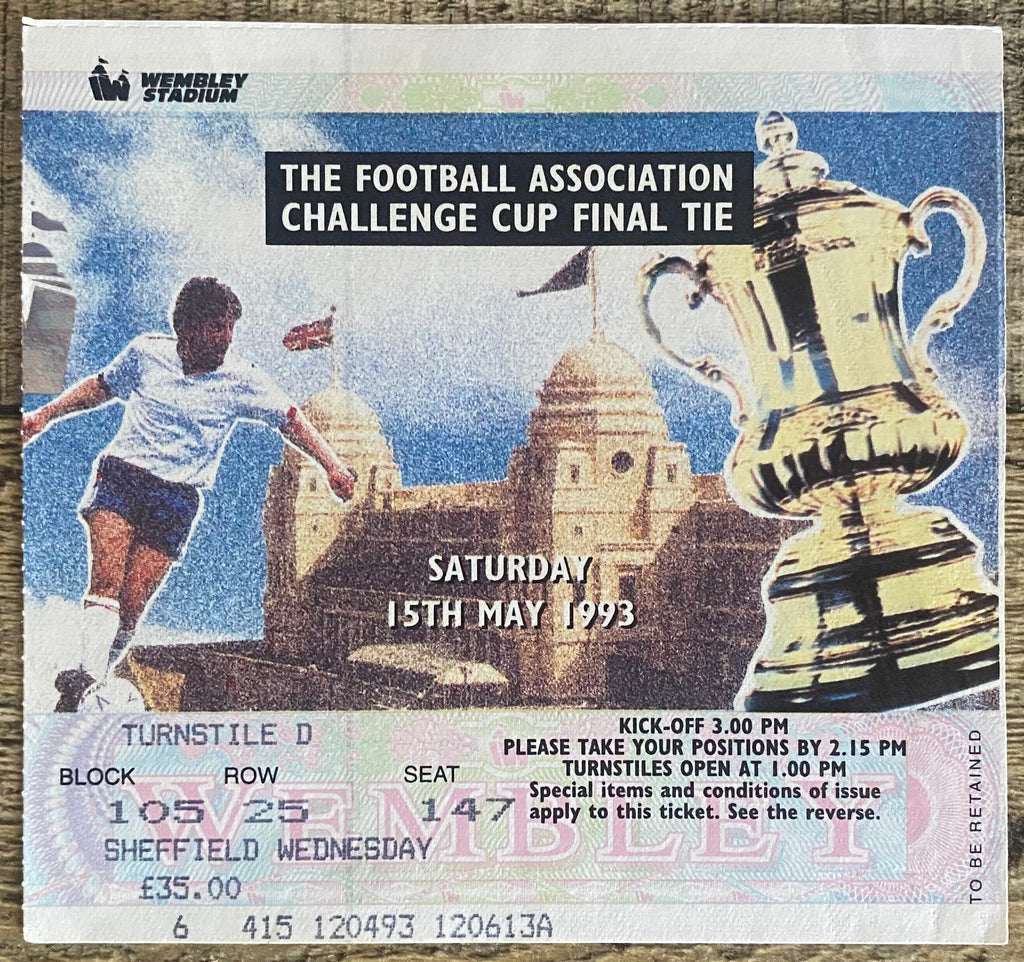 WEMBLEY
STADIUM
THE FOOTBALL ASSOCIATION
CHALLENGE CUP FINAL TIE
SATURDAY
15TH MAY 1993
TURNSTILE D
BLOCK ROW SEAT
105 25 147
SHEFFIELD WEDNESDAY
£35.00
6 415 120493 120613A
KICK-OFF 3.00 PM
PLEASE TAKE YOUR POSITIONS BY 2.15 PM
TURNSTILES OPEN AT 1.00 PM
Special items and conditions of issue
apply to this ticket. See the reverse.
WEMBLEY
TO BE RETAINED